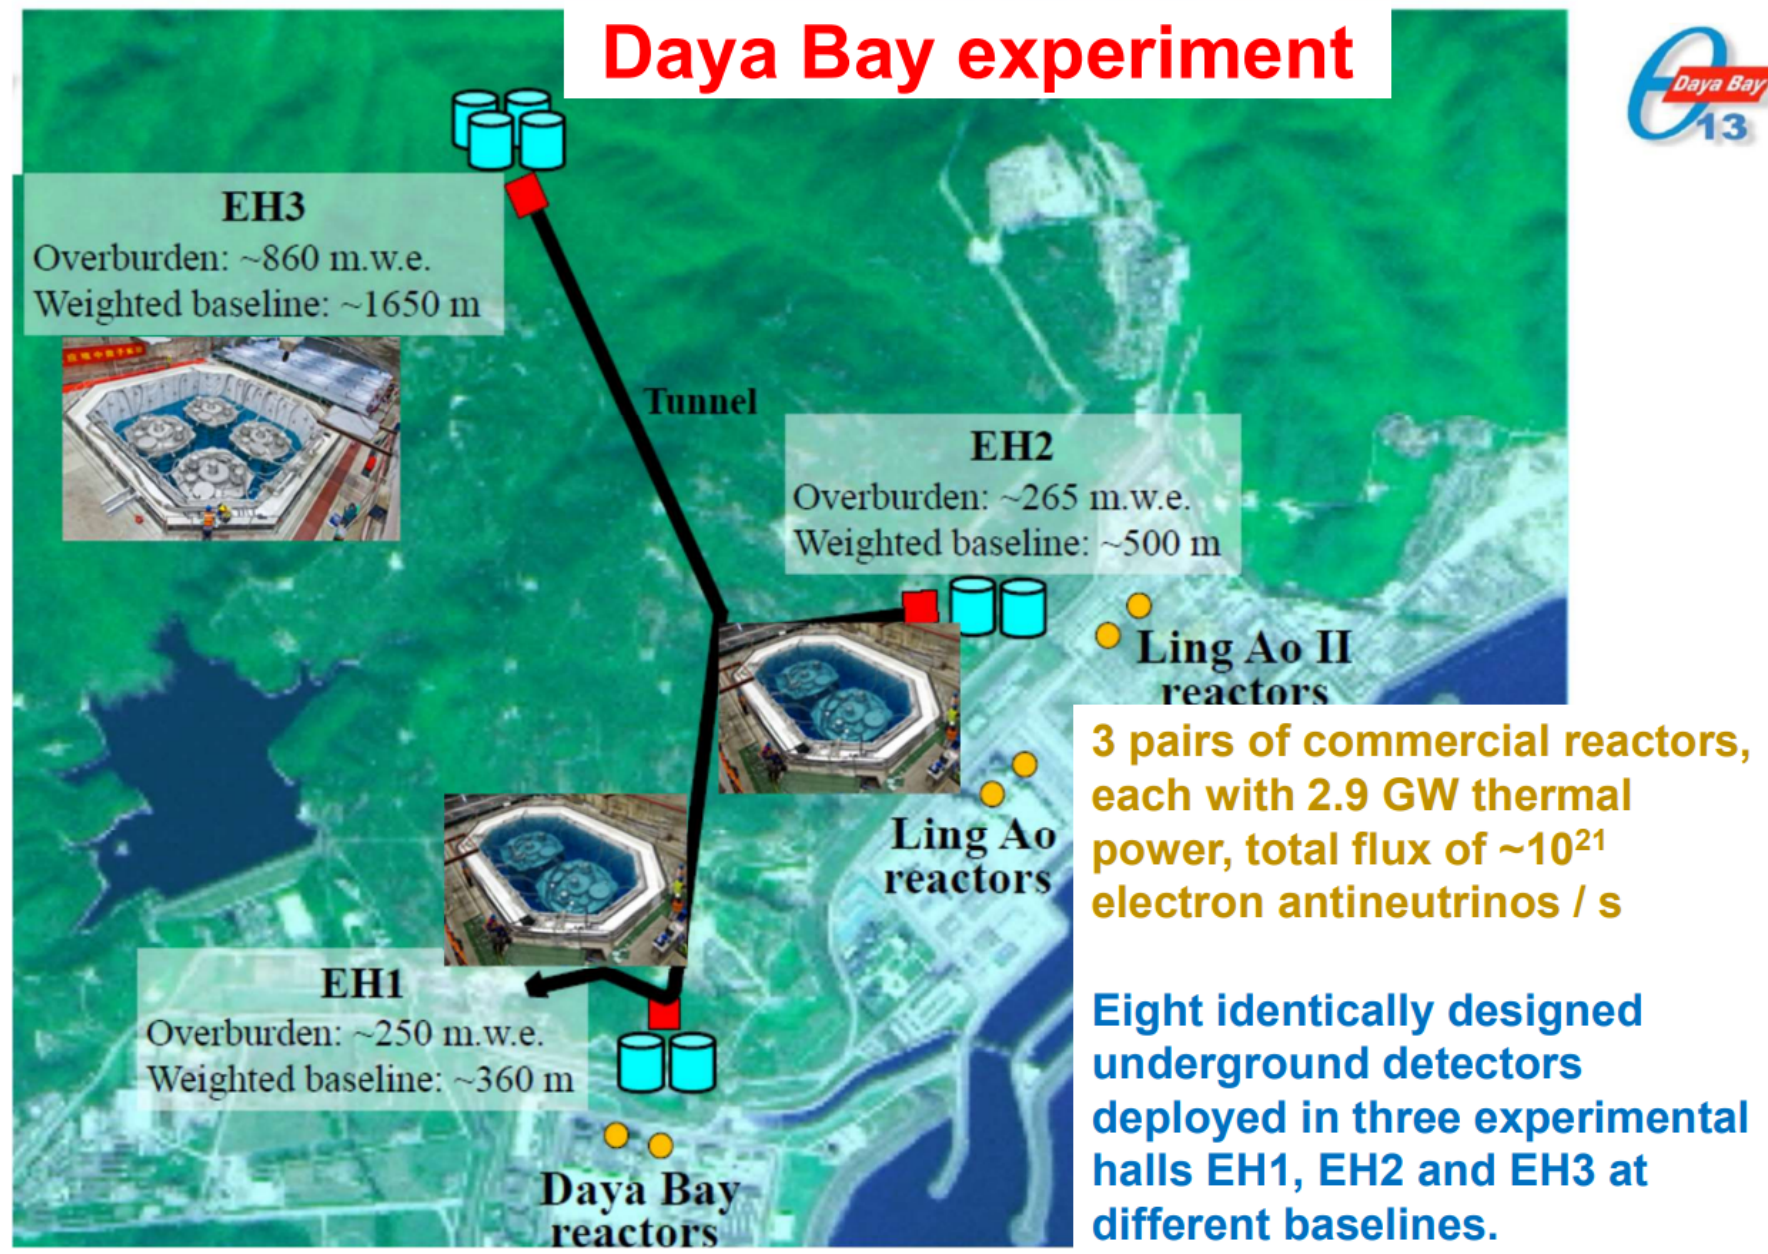 Daya Bay experiment
Daya Bay
θ
13
EH3
Overburden: ~860 m.w.e.
Weighted baseline: ~1650 m
Tunnel
EH2
Overburden: ~265 m.w.e.
Weighted baseline: ~500 m
Ling Ao II
reactors
3 pairs of commercial reactors,
each with 2.9 GW thermal
power, total flux of ~10²¹
electron antineutrinos / s
Ling Ao
reactors
EH1
Overburden: ~250 m.w.e.
Weighted baseline: ~360 m
Eight identically designed
underground detectors
deployed in three experimental
halls EH1, EH2 and EH3 at
different baselines.
Daya Bay
reactors